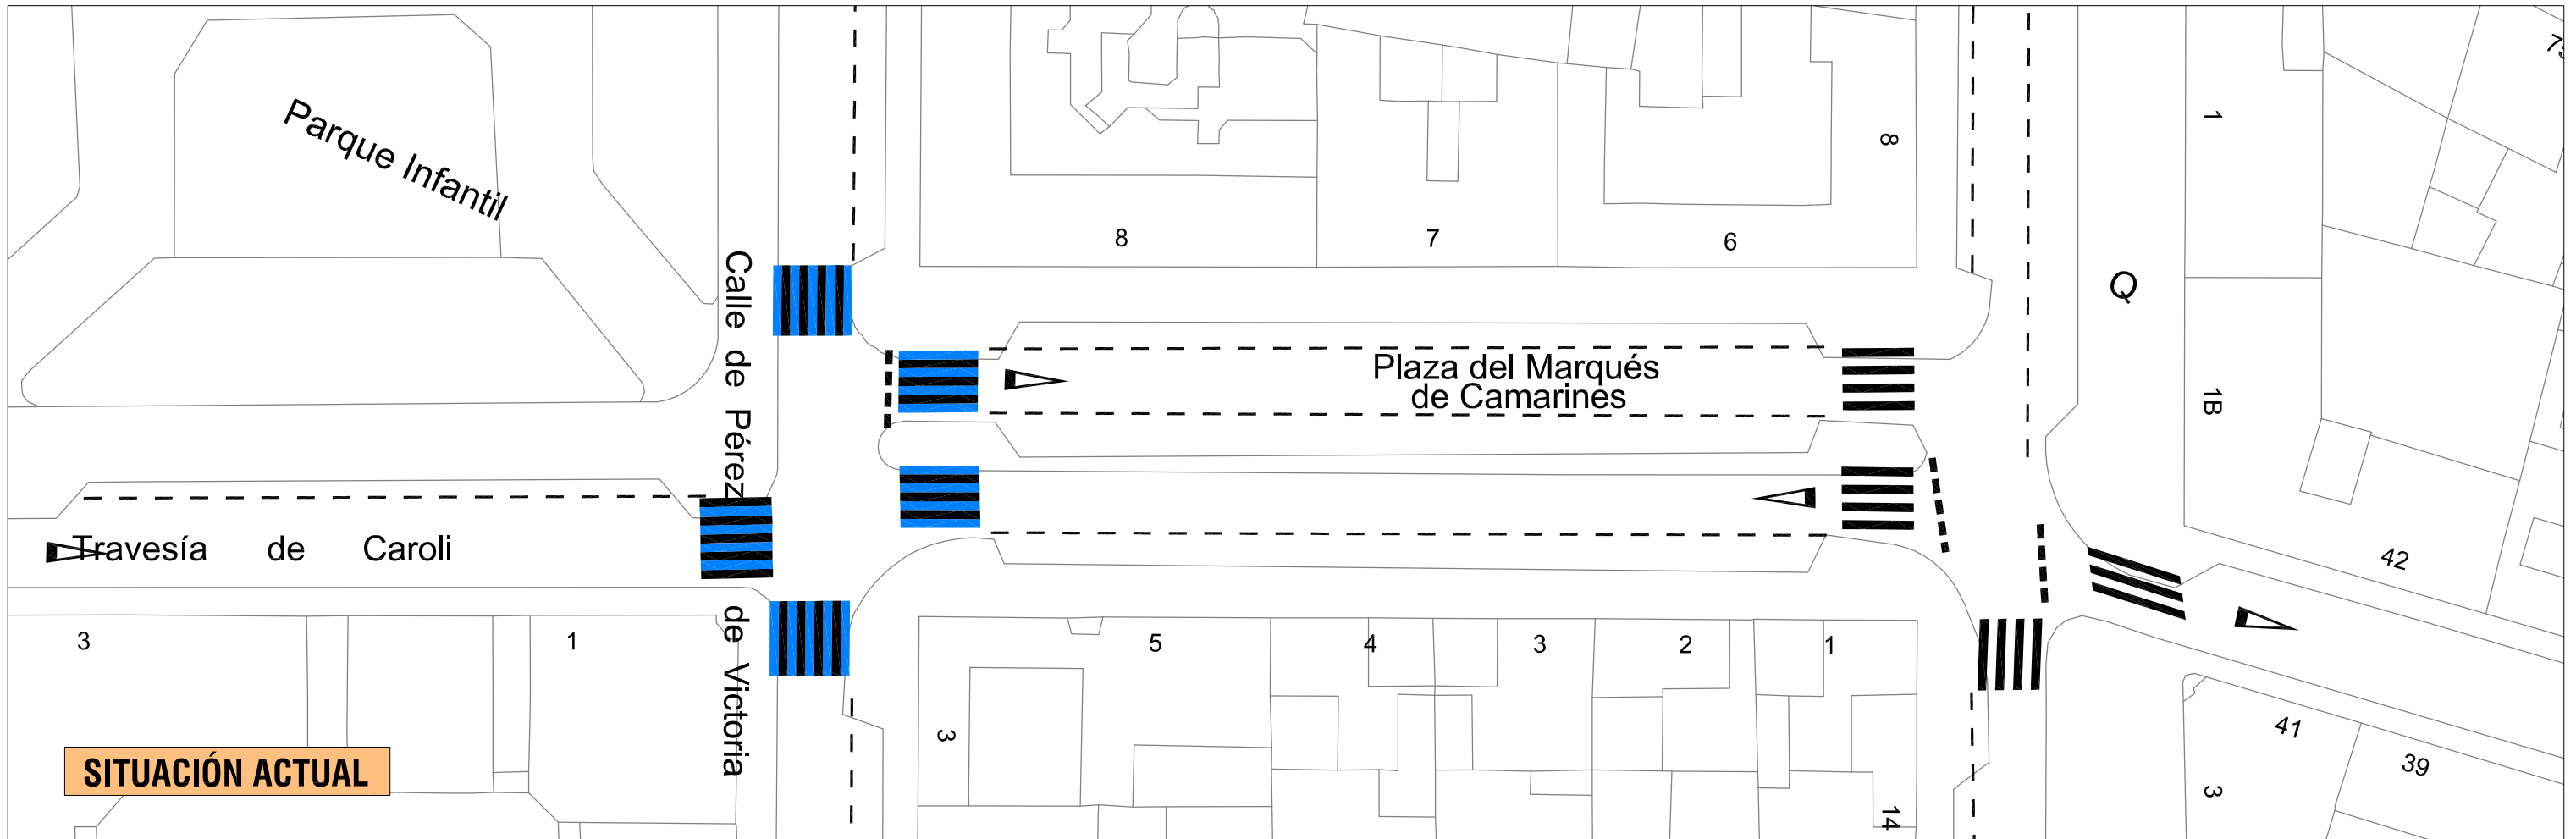 Parque Infantil
Calle de Pérez de Victoria
8
7
6
8
1
Q
1B
42
Plaza del Marqués
de Camarines
Travesía de Caroli
3
1
3
5
4
3
2
1
14
41
39
3
SITUACIÓN ACTUAL